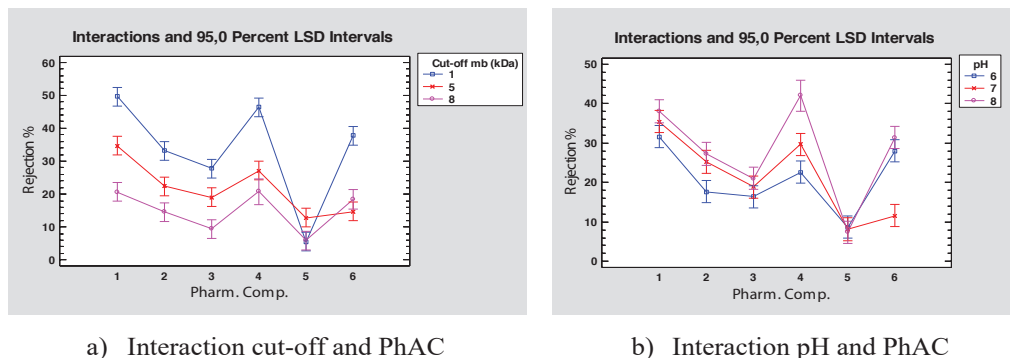 Interactions and 95,0 Percent LSD Intervals
Cut-off mb (kDa)
1
5
8
Rejection %
60
50
40
30
20
10
0
1 2 3 4 5 6
Pharm. Comp.
a) Interaction cut-off and PhAC
Interactions and 95,0 Percent LSD Intervals
pH
6
7
8
Rejection %
50
40
30
20
10
0
1 2 3 4 5 6
Pharm. Comp.
b) Interaction pH and PhAC